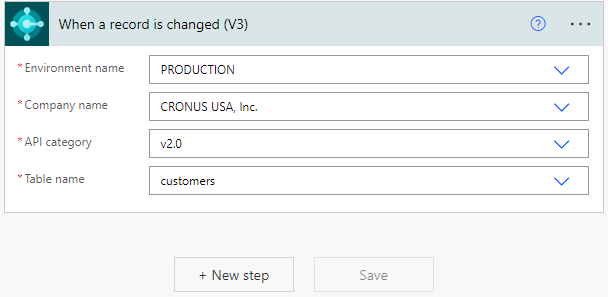 When a record is changed (V3)
* Environment name PRODUCTION
* Company name CRONUS USA, Inc.
* API category v2.0
* Table name customers
+ New step Save